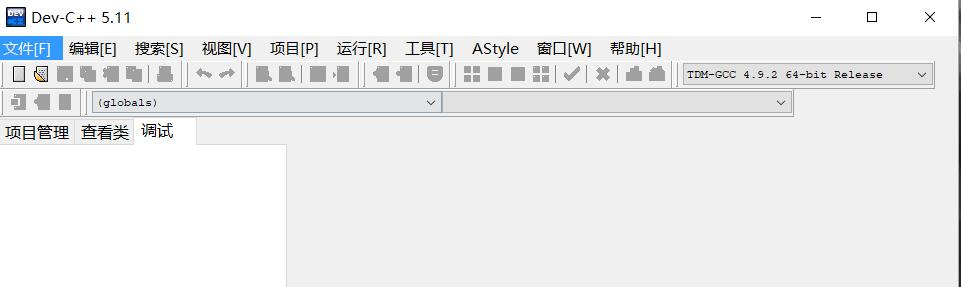 Dev-C++ 5.11
文件[F] 编辑[E] 搜索[S] 视图[V] 项目[P] 运行[R] 工具[T] AStyle 窗口[W] 帮助[H]
TDM-GCC 4.9.2 64-bit Release
(globals)
项目管理 查看类 调试